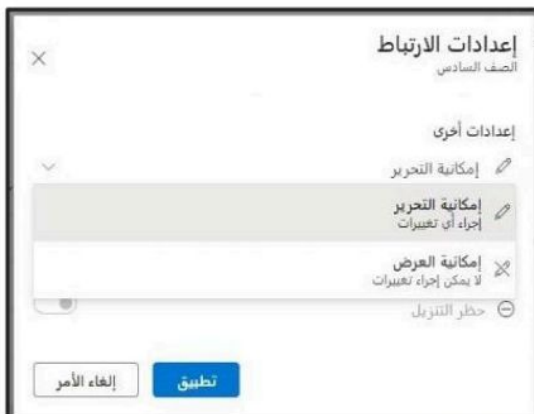 إعدادات الارتباط
الصف السادس
إعدادات أخرى
إمكانية التحرير
إمكانية التحرير
إجراء أي تغييرات
إمكانية العرض
لا يمكن إجراء تغييرات
حظر التنزيل
تطبيق
إلغاء الأمر